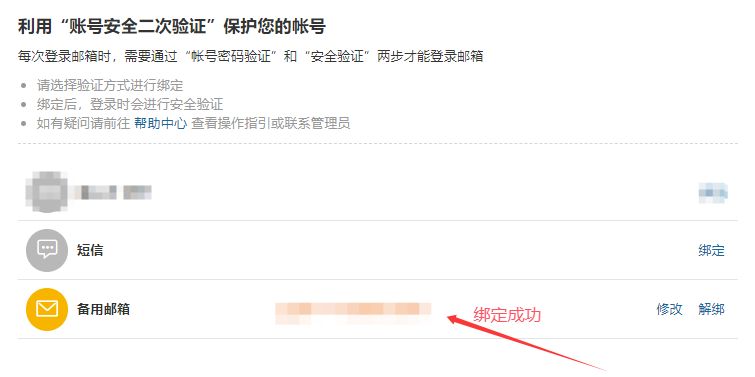 利用“账号安全二次验证”保护您的帐号
每次登录邮箱时，需要通过“帐号密码验证”和“安全验证”两步才能登录邮箱
请选择验证方式进行绑定
绑定后，登录时会进行安全验证
如有疑问请前往 帮助中心 查看操作指引或联系管理员
短信 绑定
备用邮箱 绑定成功 修改 解绑